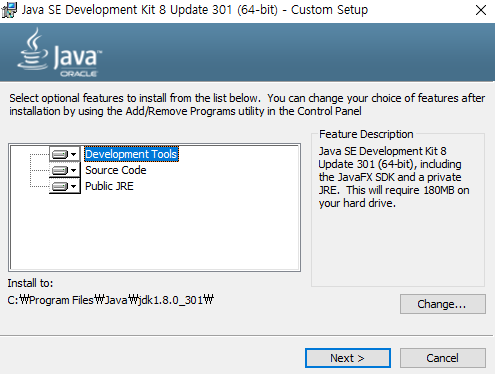 Java SE Development Kit 8 Update 301 (64-bit) - Custom Setup
Java™
ORACLE
Select optional features to install from the list below. You can change your choice of features after
installation by using the Add/Remove Programs utility in the Control Panel
Development Tools
Source Code
Public JRE
Feature Description
Java SE Development Kit 8
Update 301 (64-bit), including
the JavaFX SDK and a private
JRE. This will require 180MB on
your hard drive.
Install to:
C:₩Program Files₩Java₩jdk1.8.0_301₩
Change...
Next >
Cancel